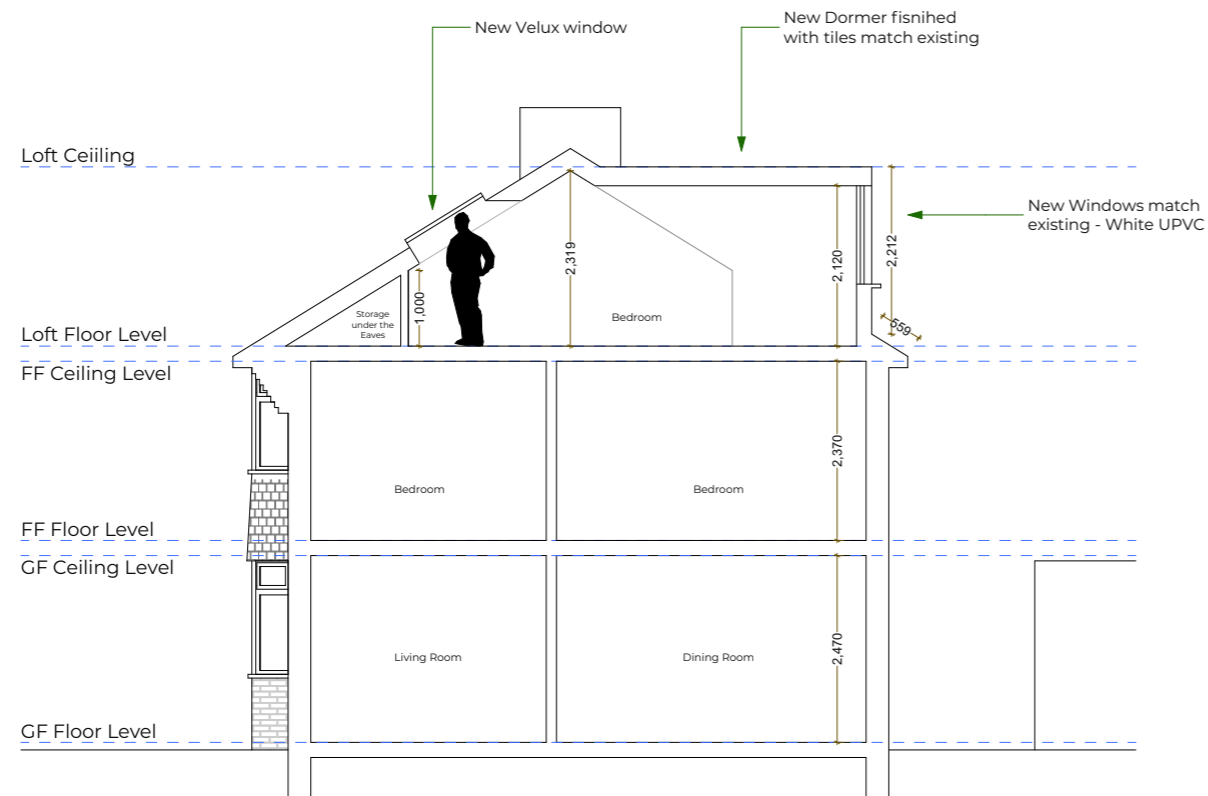 New Velux window
New Dormer fisnihed
with tiles match existing
Loft Ceiiling
New Windows match
existing - White UPVC
2,319
2,120
2,212
1,000
Storage
under the
Eaves
Bedroom
559
Loft Floor Level
FF Ceiling Level
2,370
Bedroom
Bedroom
FF Floor Level
GF Ceiling Level
2,470
Living Room
Dining Room
GF Floor Level